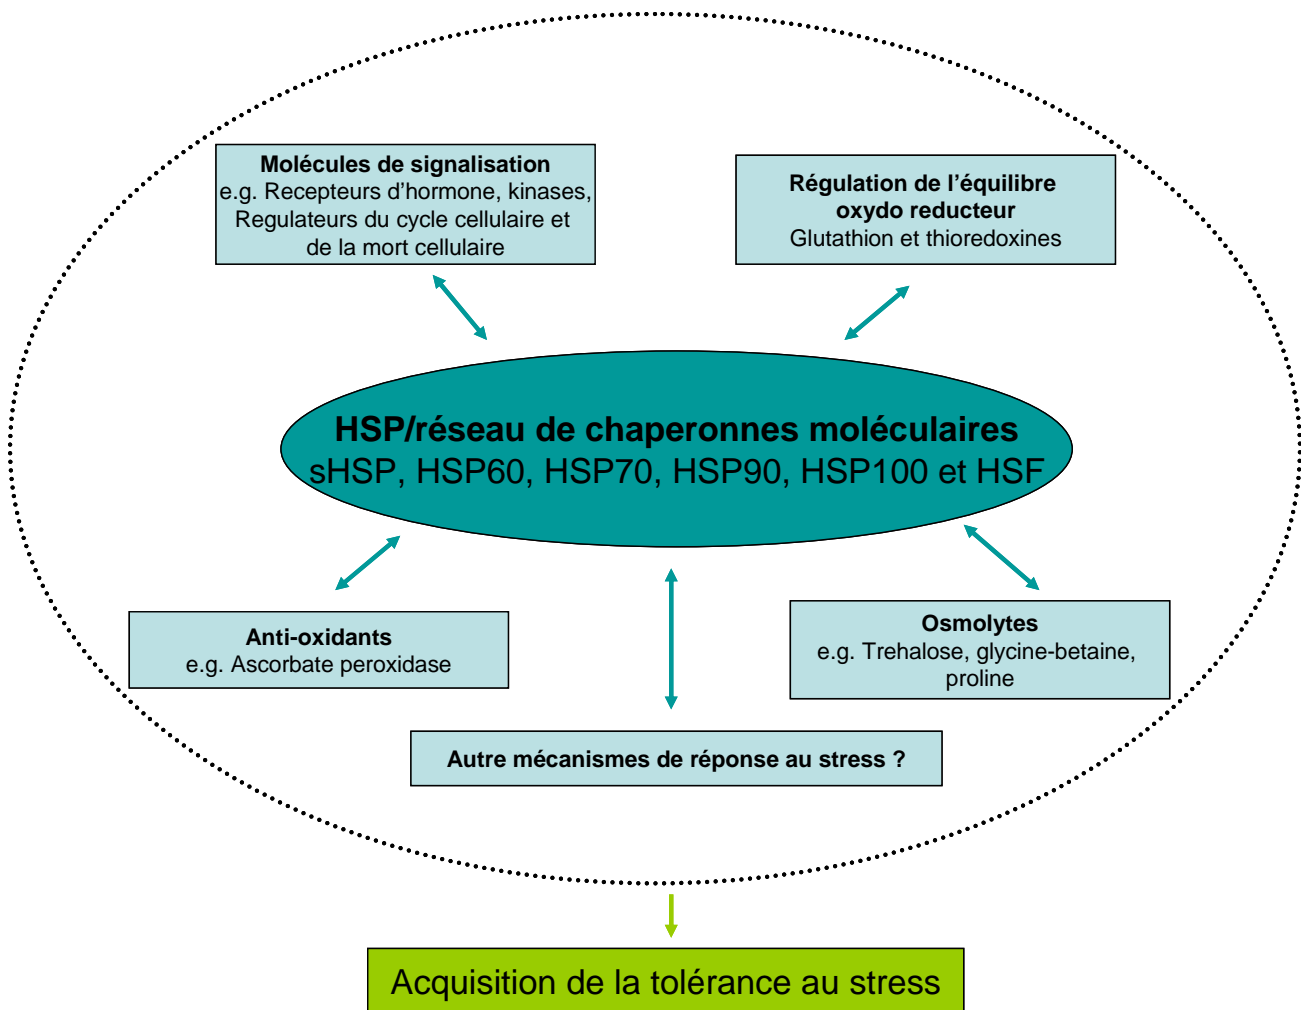 Molécules de signalisation
e.g. Recepteurs d'hormone, kinases,
Regulateurs du cycle cellulaire et
de la mort cellulaire
Régulation de l'équilibre
oxydo reducteur
Glutathion et thioredoxines
HSP/réseau de chaperonnes moléculaires
sHSP, HSP60, HSP70, HSP90, HSP100 et HSF
Anti-oxidants
e.g. Ascorbate peroxidase
Osmolytes
e.g. Trehalose, glycine-betaine,
proline
Autre mécanismes de réponse au stress ?
Acquisition de la tolérance au stress